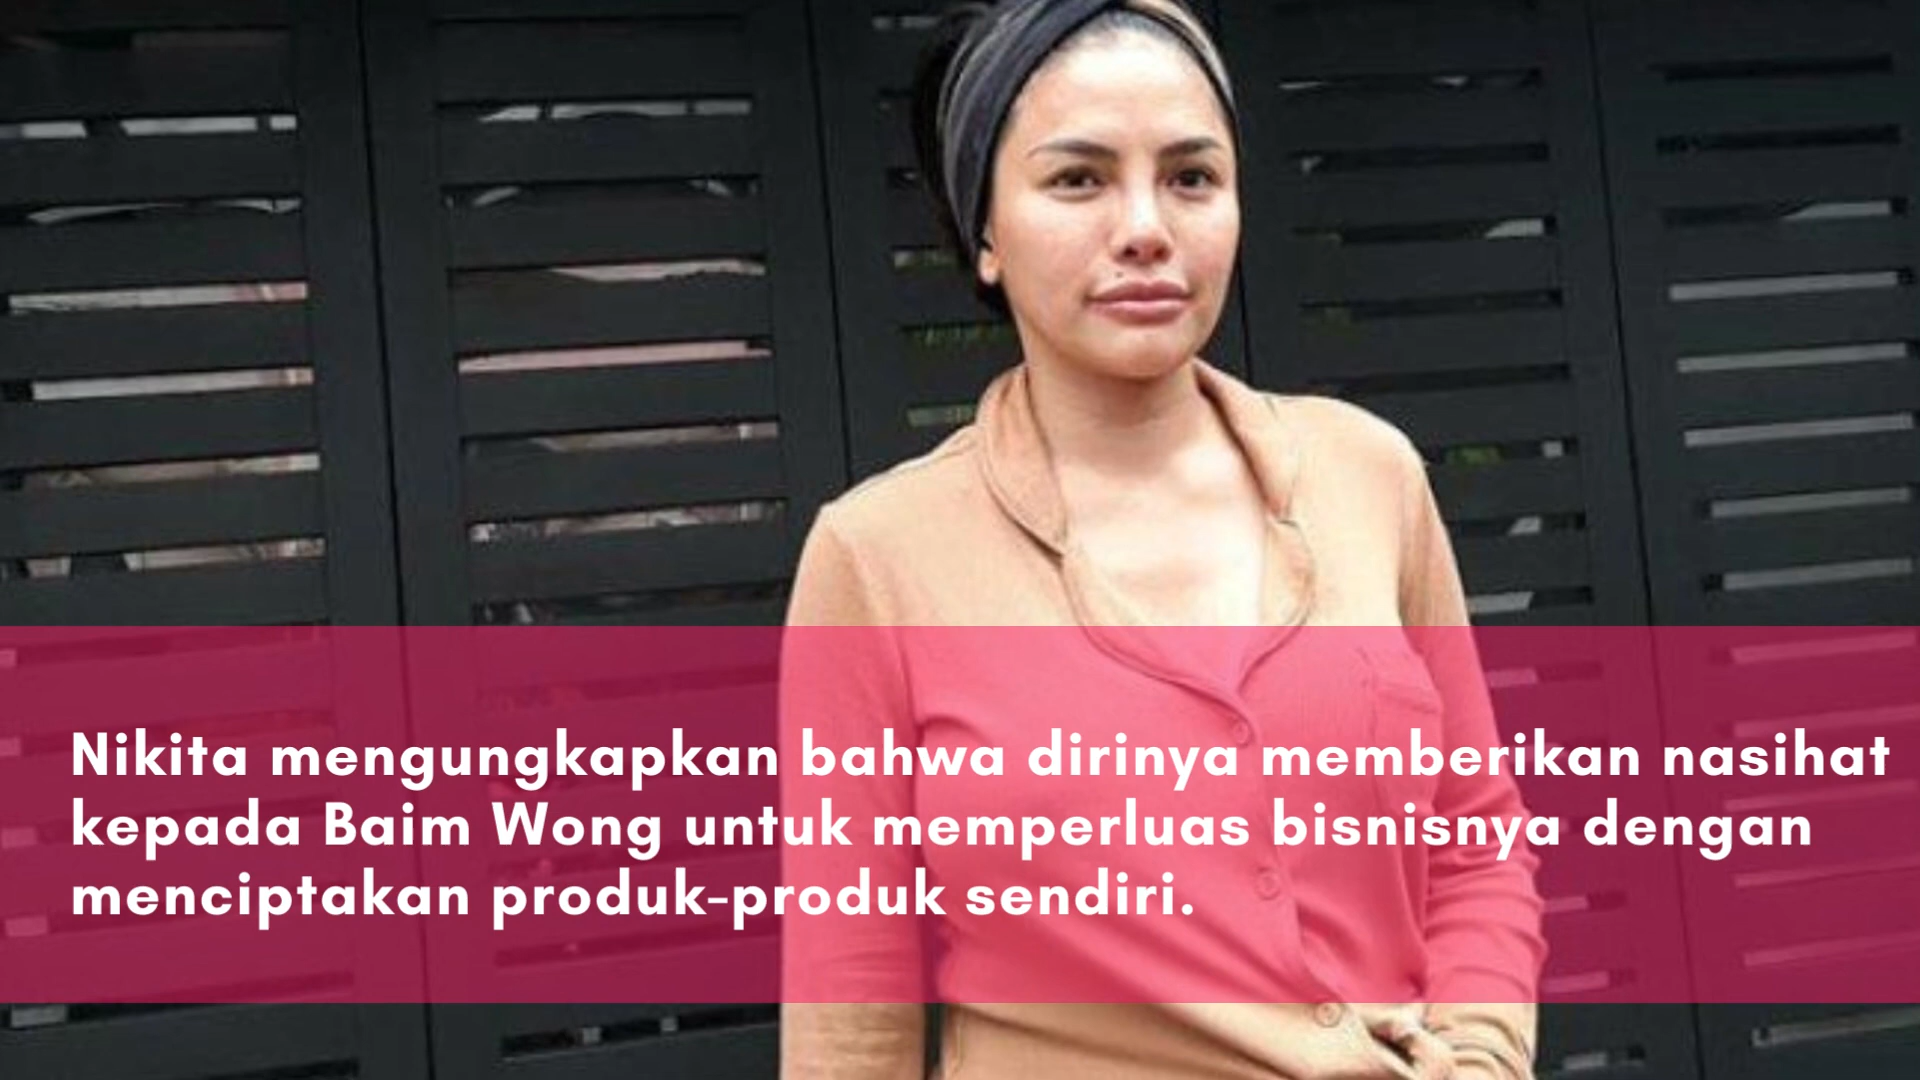 Nikita mengungkapkan bahwa dirinya memberikan nasihat
kepada Baim Wong untuk memperluas bisnisnya dengan
menciptakan produk-produk sendiri.